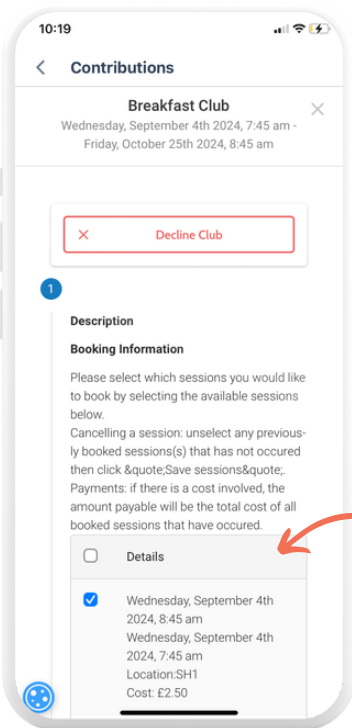 10:19
Contributions
Breakfast Club
Wednesday, September 4th 2024, 7:45 am -
Friday, October 25th 2024, 8:45 am
Decline Club
1
Description
Booking Information
Please select which sessions you would like
to book by selecting the available sessions
below.
Cancelling a session: unselect any previous-
ly booked sessions(s) that has not occured
then click &quote;Save sessions&quote;.
Payments: if there is a cost involved, the
amount payable will be the total cost of all
booked sessions that have occured.
Details
Wednesday, September 4th
2024, 8:45 am
Wednesday, September 4th
2024, 7:45 am
Location:SH1
Cost: £2.50